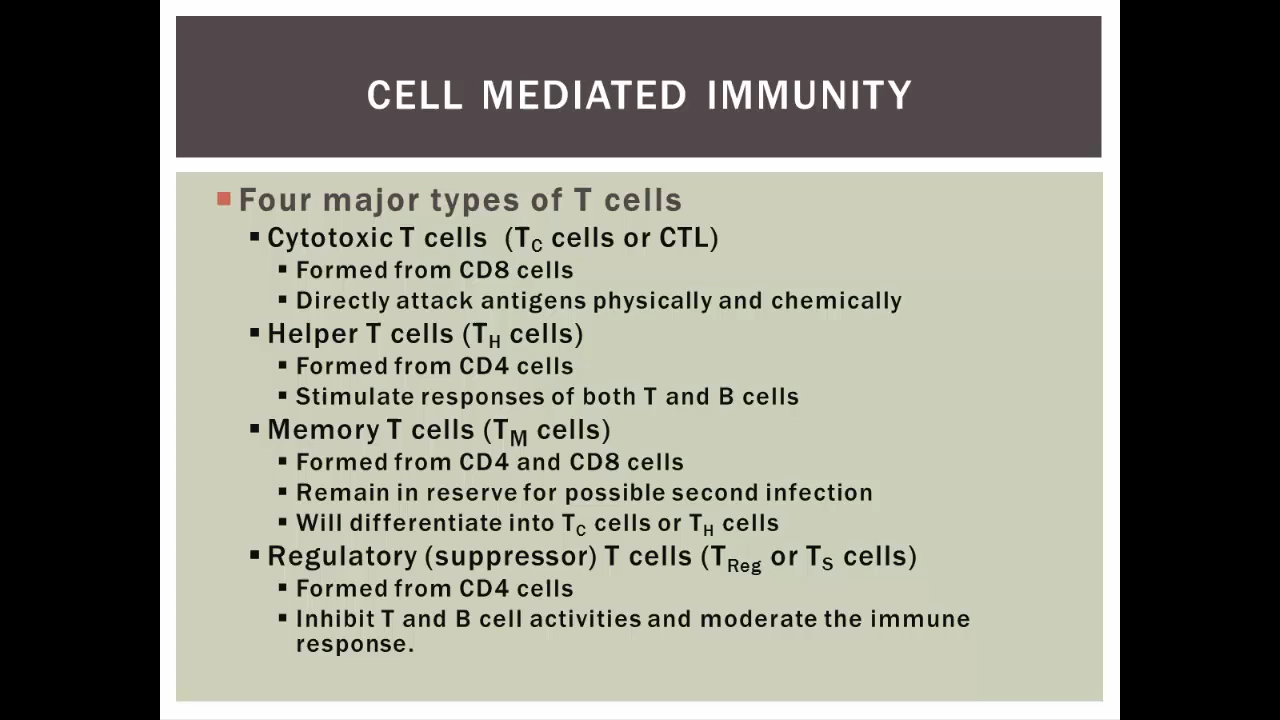 CELL MEDIATED IMMUNITY
Four major types of T cells
Cytotoxic T cells (TC cells or CTL)
Formed from CD8 cells
Directly attack antigens physically and chemically
Helper T cells (TH cells)
Formed from CD4 cells
Stimulate responses of both T and B cells
Memory T cells (TM cells)
Formed from CD4 and CD8 cells
Remain in reserve for possible second infection
Will differentiate into TC cells or TH cells
Regulatory (suppressor) T cells (TReg or TS cells)
Formed from CD4 cells
Inhibit T and B cell activities and moderate the immune
response.